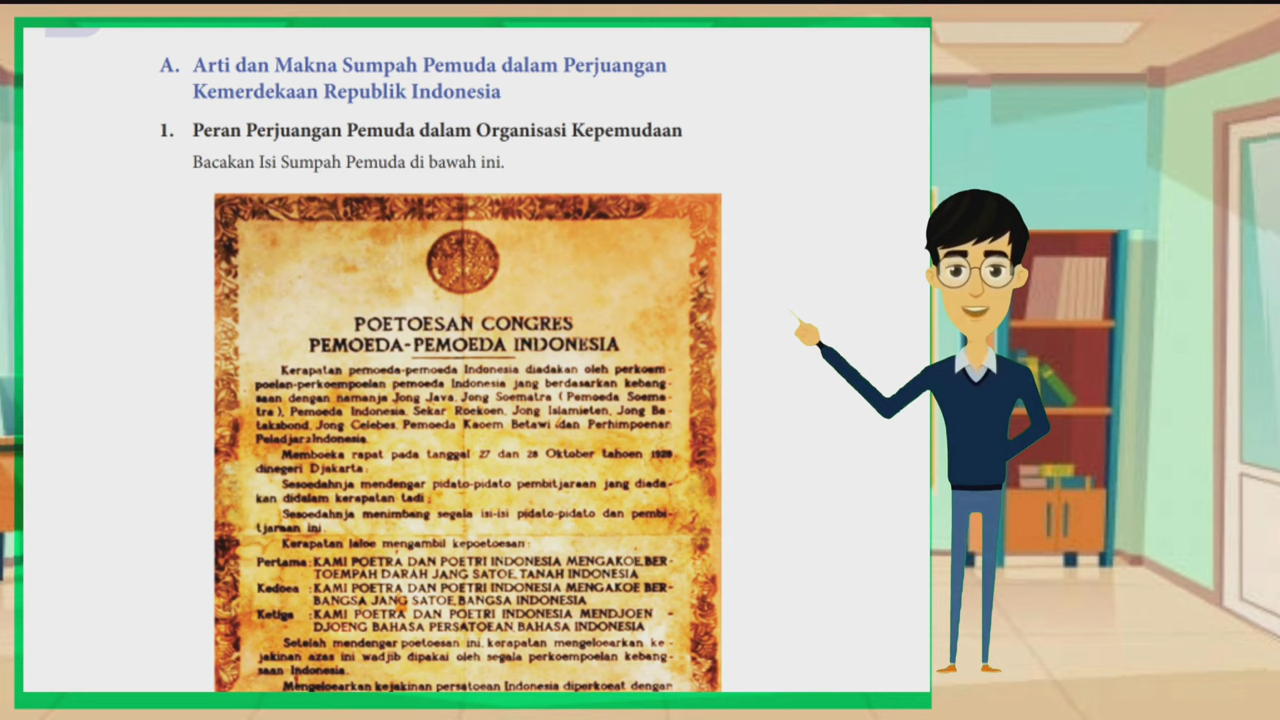 A. Arti dan Makna Sumpah Pemuda dalam Perjuangan
Kemerdekaan Republik Indonesia
1. Peran Perjuangan Pemuda dalam Organisasi Kepemudaan
Bacakan Isi Sumpah Pemuda di bawah ini.
POETOESAN CONGRES
PEMOEDA-PEMOEDA INDONESIA
Kerapatan pemoeda-pemoeda Indonesia diadakan oleh perkoem-
poelan-perkoempoelan pemoeda Indonesia jang berdasarkan kebang-
saan dengan namanja Jong Java, Jong Soematra (Pemoeda Soema-
tra), Pemoeda Indonesia, Sekar Roekoen, Jong Islamieten, Jong Ba-
taksbond, Jong Celebes, Pemoeda Kaoem Betawi dan Perhimpoenan
Peladjar2 Indonesia.
Memboeka rapat pada tanggal 27 dan 28 Oktober tahoen 1928
dinegeri Djakarta;
Sesoedahnja mendengar pidato-pidato pembitjaraan jang diada-
kan didalam kerapatan tadi;
Sesoedahnja menimbang segala isi-isi pidato-pidato dan pembi-
tjaraan ini.
Kerapatan laloe mengambil kepoetoesan:
Pertama: KAMI POETRA DAN POETRI INDONESIA MENGAKOE BER-
TOEMPAH DARAH JANG SATOE, TANAH INDONESIA
Kedoea : KAMI POETRA DAN POETRI INDONESIA MENGAKOE BER-
BANGSA JANG SATOE, BANGSA INDONESIA
Ketiga : KAMI POETRA DAN POETRI INDONESIA MENDJOEN -
DJOENG BAHASA PERSATOEAN, BAHASA INDONESIA
Setelah mendengar poetoesan ini, kerapatan mengeloearkan ke-
jakinan azas ini wadjib dipakai oleh segala perkoempoelan kebang-
saan Indonesia.
Mengeloearkan kejakinan persatoean Indonesia diperkoeat dengan